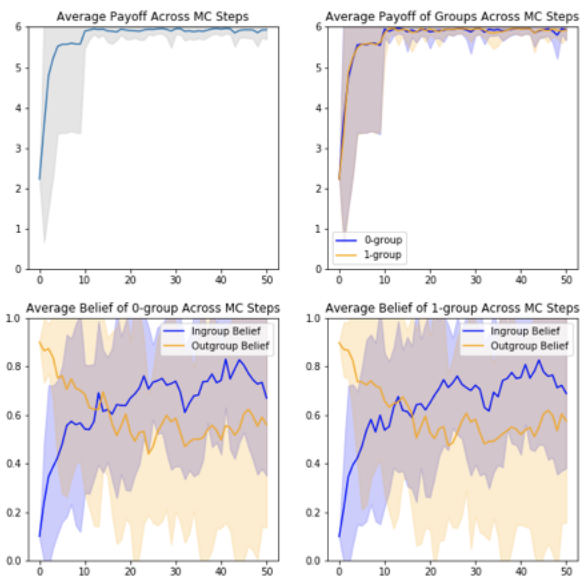 Average Payoff Across MC Steps
6
5
4
3
2
1
0
0 10 20 30 40 50
Average Payoff of Groups Across MC Steps
6
5
4
3
2
1
0
0-group
1-group
0 10 20 30 40 50
Average Belief of 0-group Across MC Steps
1.0
0.8
0.6
0.4
0.2
0.0
Ingroup Belief
Outgroup Belief
0 10 20 30 40 50
Average Belief of 1-group Across MC Steps
1.0
0.8
0.6
0.4
0.2
0.0
Ingroup Belief
Outgroup Belief
0 10 20 30 40 50